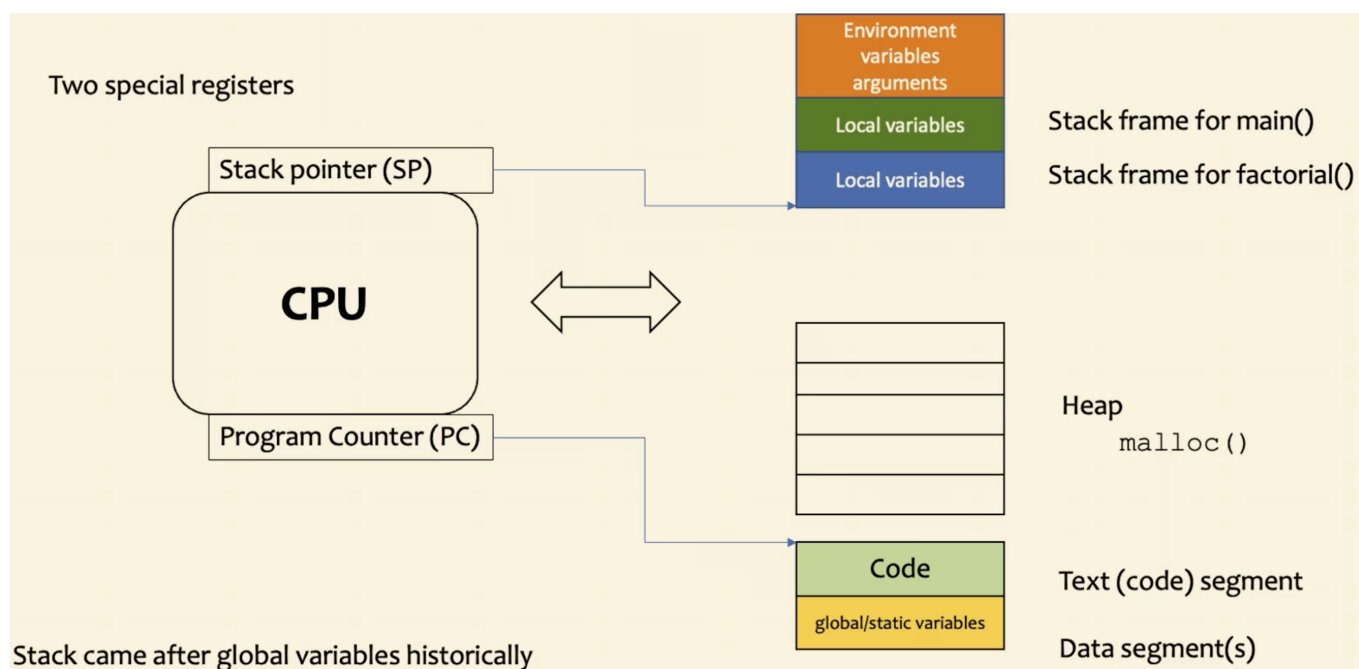 Two special registers
Stack pointer (SP)
CPU
Program Counter (PC)
Stack came after global variables historically
Environment
variables
arguments
Local variables
Stack frame for main()
Local variables
Stack frame for factorial()
Heap
malloc()
Code
Text (code) segment
global/static variables
Data segment(s)